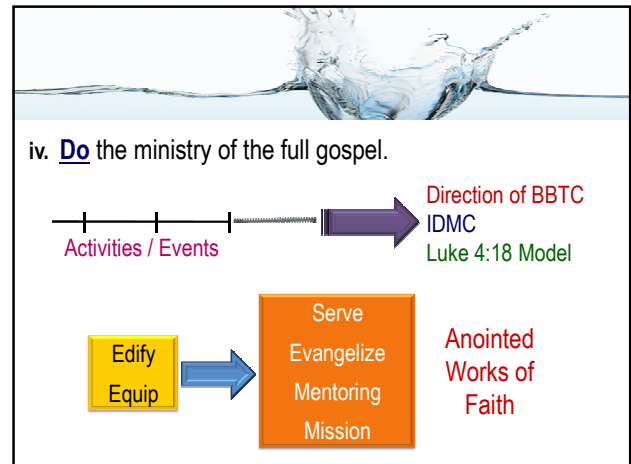 iv. Do the ministry of the full gospel.
Direction of BBTC
IDMC
Luke 4:18 Model
Activities / Events
Edify
Equip
Serve
Evangelize
Mentoring
Mission
Anointed
Works of
Faith